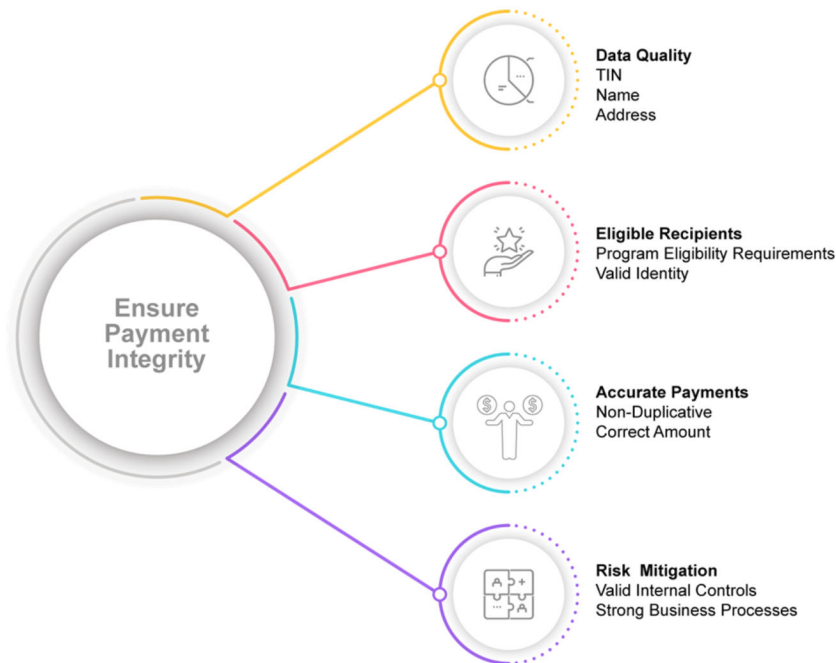 Data Quality
TIN
Name
Address
Eligible Recipients
Program Eligibility Requirements
Valid Identity
Ensure
Payment
Integrity
$ $
Accurate Payments
Non-Duplicative
Correct Amount
Risk Mitigation
Valid Internal Controls
Strong Business Processes